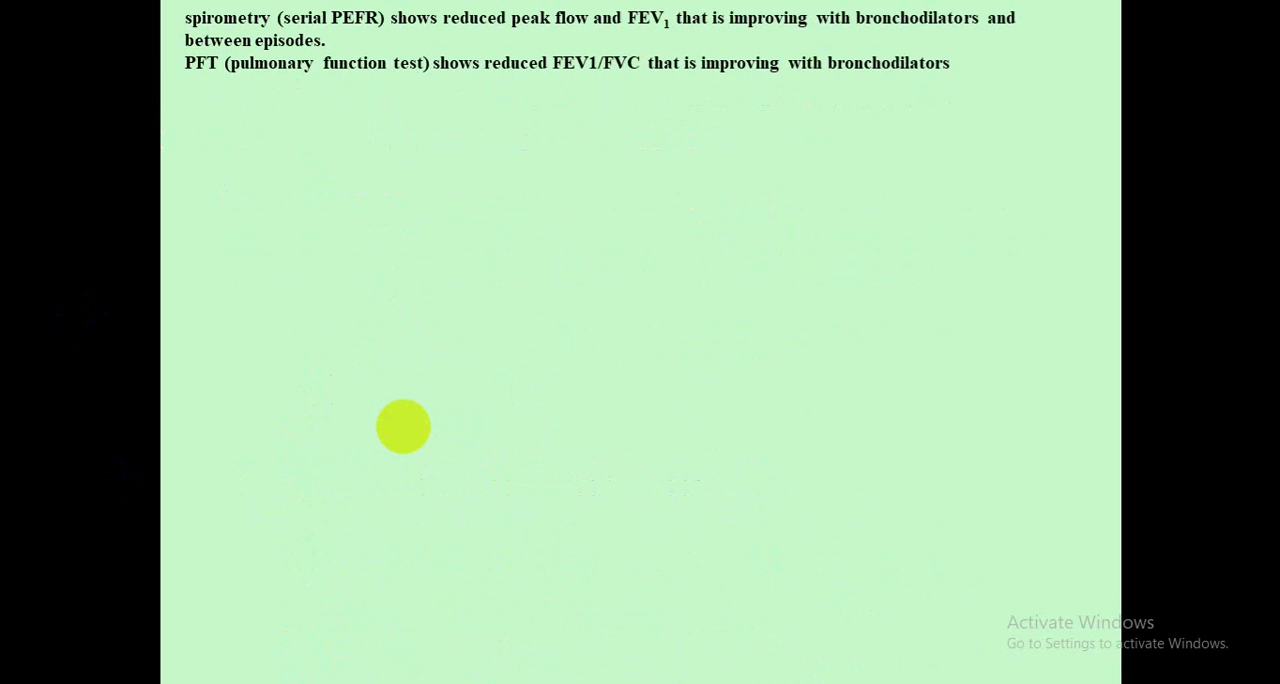 spirometry (serial PEFR) shows reduced peak flow and FEV₁ that is improving with bronchodilators and
between episodes.
PFT (pulmonary function test) shows reduced FEV1/FVC that is improving with bronchodilators
Activate Windows
Go to Settings to activate Windows.